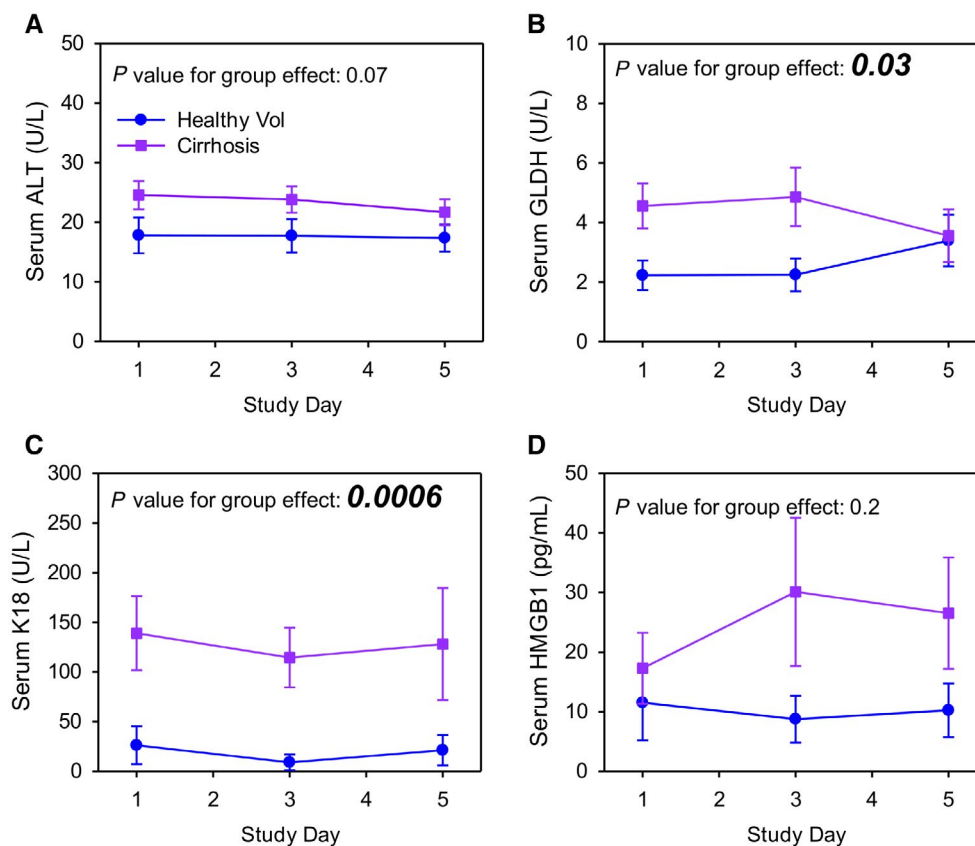 A
50
40
30
20
10
0
Serum ALT (U/L)
P value for group effect: 0.07
Healthy Vol
Cirrhosis
1 2 3 4 5
Study Day
B
10
8
6
4
2
0
Serum GLDH (U/L)
P value for group effect: 0.03
1 2 3 4 5
Study Day
C
300
250
200
150
100
50
0
Serum K18 (U/L)
P value for group effect: 0.0006
1 2 3 4 5
Study Day
D
50
40
30
20
10
0
Serum HMGB1 (pg/mL)
P value for group effect: 0.2
1 2 3 4 5
Study Day